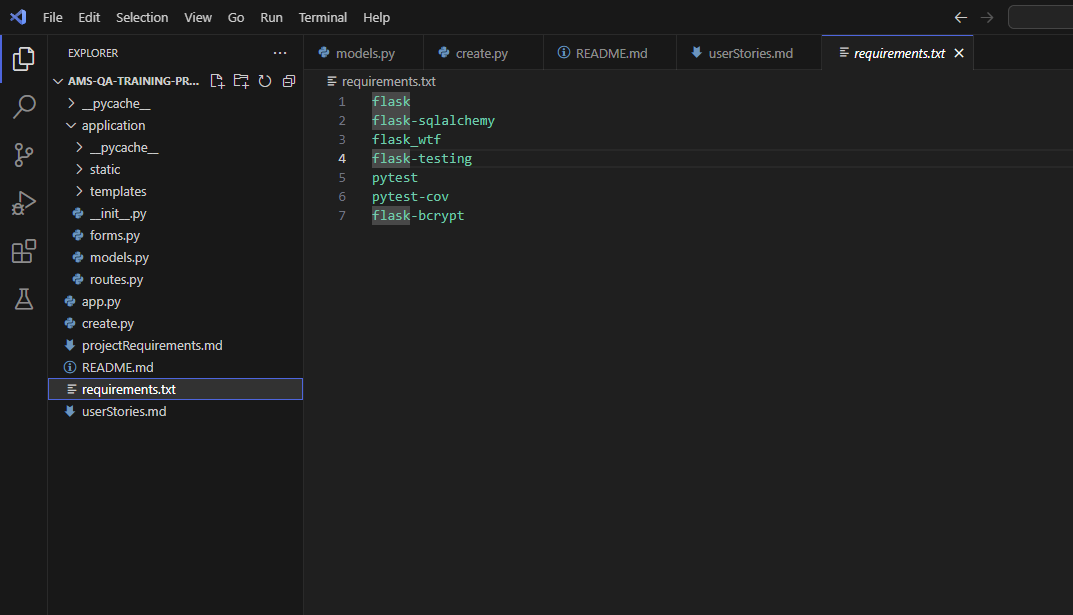 File Edit Selection View Go Run Terminal Help
EXPLORER ···
AMS-QA-TRAINING-PR...
__pycache__
application
__pycache__
static
templates
__init__.py
forms.py
models.py
routes.py
app.py
create.py
projectRequirements.md
README.md
requirements.txt
userStories.md
models.py create.py README.md userStories.md requirements.txt
requirements.txt
1 flask
2 flask-sqlalchemy
3 flask_wtf
4 flask-testing
5 pytest
6 pytest-cov
7 flask-bcrypt